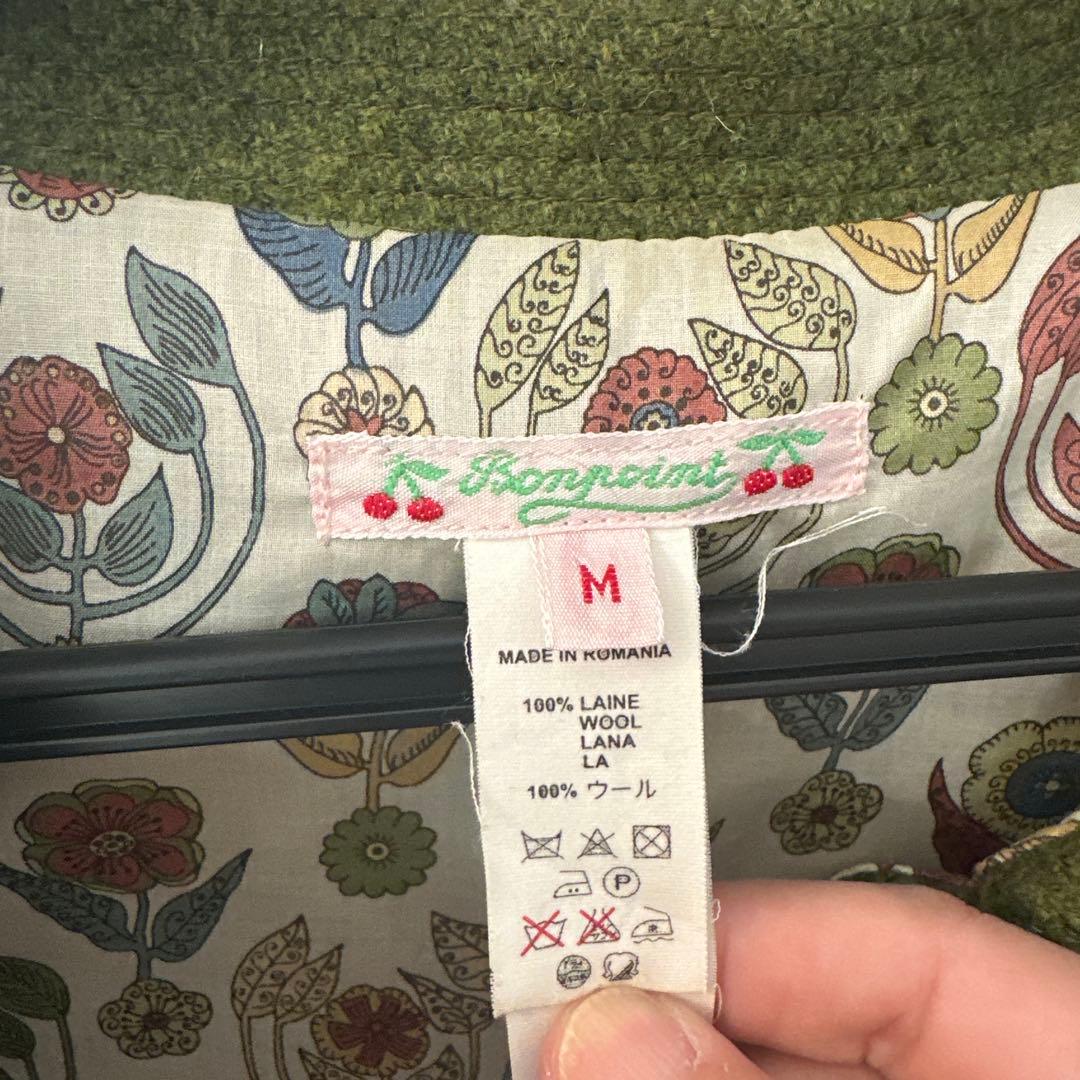 Bonpoint
M
MADE IN ROMANIA
100% LAINE
WOOL
LANA
LA
100% ウール
P